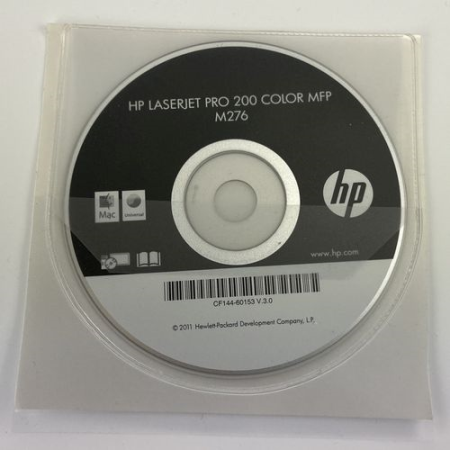 HP LASERJET PRO 200 COLOR MFP
M276
hp
Mac
Universal
www.hp.com
CF144-60153 V.3.0
© 2011 Hewlett-Packard Development Company, L.P.